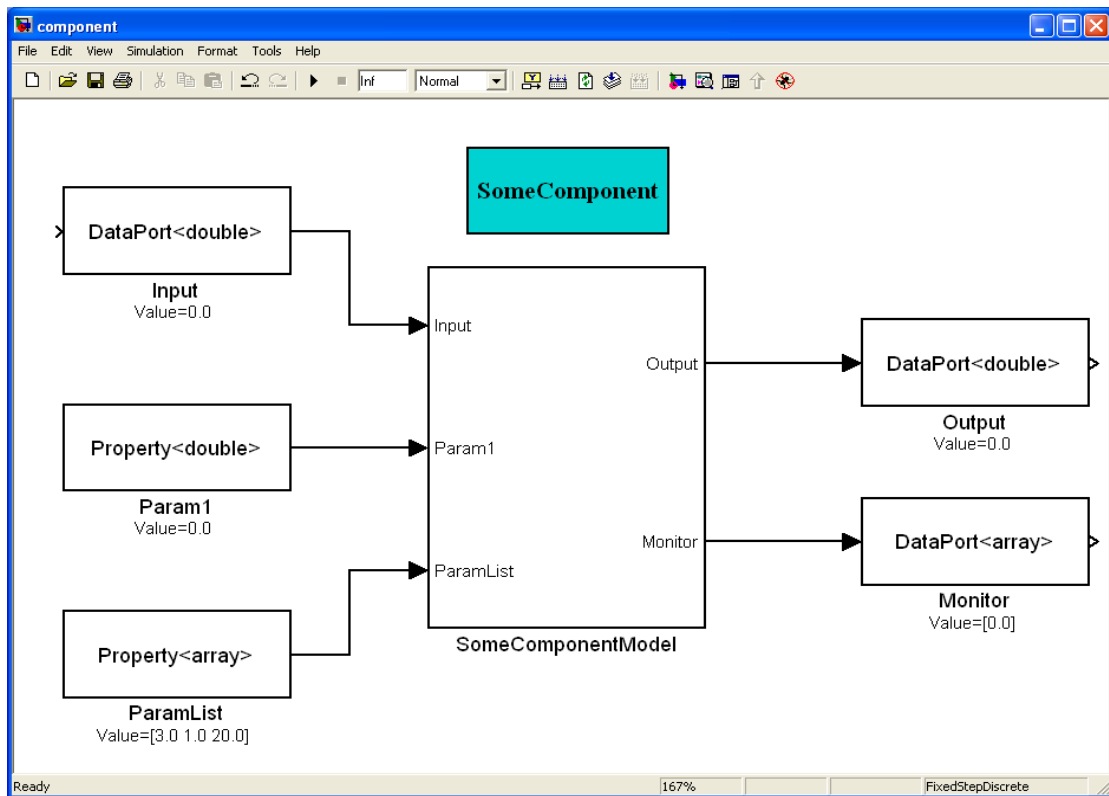 component
File Edit View Simulation Format Tools Help
Inf Normal
SomeComponent
DataPort<double>
Input
Value=0.0
Property<double>
Param1
Value=0.0
Property<array>
ParamList
Value=[3.0 1.0 20.0]
Input
Param1
ParamList
Output
Monitor
SomeComponentModel
DataPort<double>
Output
Value=0.0
DataPort<array>
Monitor
Value=[0.0]
Ready 167% FixedStepDiscrete